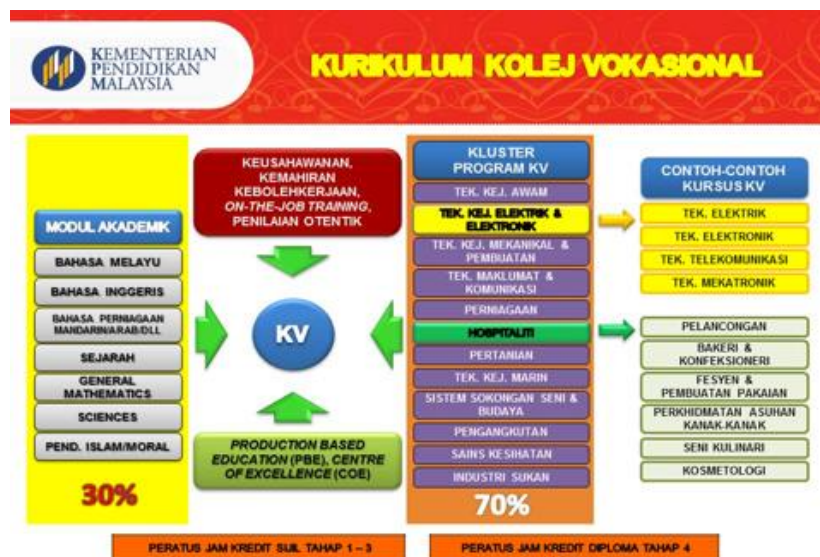 KEMENTERIAN
PENDIDIKAN
MALAYSIA
KURIKULUM KOLEJ VOKASIONAL
MODUL AKADEMIK
BAHASA MELAYU
BAHASA INGGERIS
BAHASA PERNIAGAAN
MANDARIN/ARAB/DLL
SEJARAH
GENERAL
MATHEMATICS
SCIENCES
PEND. ISLAM/MORAL
30%
KEUSAHAWANAN,
KEMAHIRAN
KEBOLEHKERJAAN,
ON-THE-JOB TRAINING,
PENILAIAN OTENTIK
KV
PRODUCTION BASED
EDUCATION (PBE), CENTRE
OF EXCELLENCE (COE)
KLUSTER
PROGRAM KV
TEK. KEJ. AWAM
TEK. KEJ. ELEKTRIK &
ELEKTRONIK
TEK. KEJ. MEKANIKAL &
PEMBUATAN
TEK. MAKLUMAT &
KOMUNIKASI
PERNIAGAAN
HOSPITALITI
PERTANIAN
TEK. KEJ. MARIN
SISTEM SOKONGAN SENI &
BUDAYA
PENGANGKUTAN
SAINS KESIHATAN
INDUSTRI SUKAN
70%
CONTOH-CONTOH
KURSUS KV
TEK. ELEKTRIK
TEK. ELEKTRONIK
TEK. TELEKOMUNIKASI
TEK. MEKATRONIK
PELANCONGAN
BAKERI &
KONFEKSIONERI
FESYEN &
PEMBUATAN PAKAIAN
PERKHIDMATAN ASUHAN
KANAK-KANAK
SENI KULINARI
KOSMETOLOGI
PERATUS JAM KREDIT SIJIL TAHAP 1 – 3
PERATUS JAM KREDIT DIPLOMA TAHAP 4